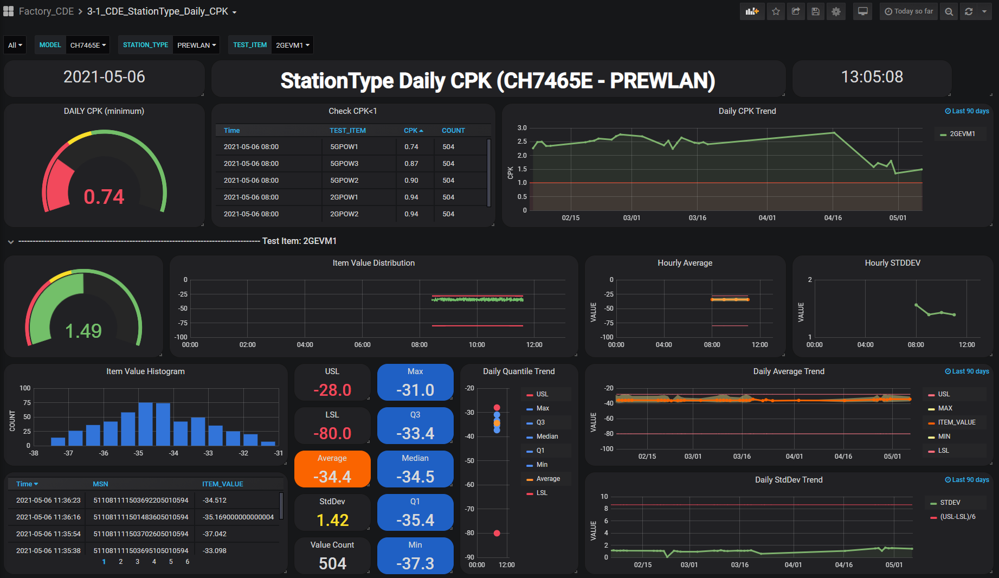 Factory_CDE > 3-1_CDE_StationType_Daily_CPK
Today so far
All
MODEL CH7465E
STATION_TYPE PREWLAN
TEST_ITEM 2GEVM1
2021-05-06
StationType Daily CPK (CH7465E - PREWLAN)
13:05:08
DAILY CPK (minimum)
0.74
Check CPK<1
Time TEST_ITEM CPK COUNT
2021-05-06 08:00 5GPOW1 0.74 504
2021-05-06 08:00 5GPOW3 0.87 504
2021-05-06 08:00 5GPOW2 0.90 504
2021-05-06 08:00 2GPOW1 0.94 504
2021-05-06 08:00 2GPOW2 0.94 504
Daily CPK Trend
Last 90 days
CPK
3.0
2.5
2.0
1.5
1.0
0.5
0
02/15 03/01 03/16 04/01 04/16 05/01
2GEVM1
Test Item: 2GEVM1
1.49
Item Value Distribution
0
-25
-50
-75
-100
00:00 02:00 04:00 06:00 08:00 10:00 12:00
Hourly Average
VALUE
0
-25
-50
-75
-100
00:00 04:00 08:00 12:00
Hourly STDDEV
VALUE
2
1
00:00 04:00 08:00 12:00
Item Value Histogram
COUNT
100
75
50
25
0
-38 -37 -36 -35 -34 -33 -32 -31
Time MSN ITEM_VALUE
2021-05-06 11:36:23 511081111503692205010594 -34.512
2021-05-06 11:36:16 511081111501483605010594 -35.169000000000004
2021-05-06 11:35:54 511081111503702605010594 -37.042
2021-05-06 11:35:38 511081111503695105010594 -33.098
1 2 3 4 5 6
USL
-28.0
LSL
-80.0
Average
-34.4
StdDev
1.42
Value Count
504
Max
-31.0
Q3
-33.4
Median
-34.5
Q1
-35.4
Min
-37.3
Daily Quantile Trend
-20
-30
-40
-50
-60
-70
-80
-90
00:00 12:00
USL
Max
Q3
Median
Q1
Min
Average
LSL
Daily Average Trend
Last 90 days
VALUE
-20
-40
-60
-80
-100
02/15 03/01 03/16 04/01 04/16 05/01
USL
MAX
ITEM_VALUE
MIN
LSL
Daily StdDev Trend
Last 90 days
VALUE
10
8
6
4
2
0
02/15 03/01 03/16 04/01 04/16 05/01
STDEV
(USL-LSL)/6